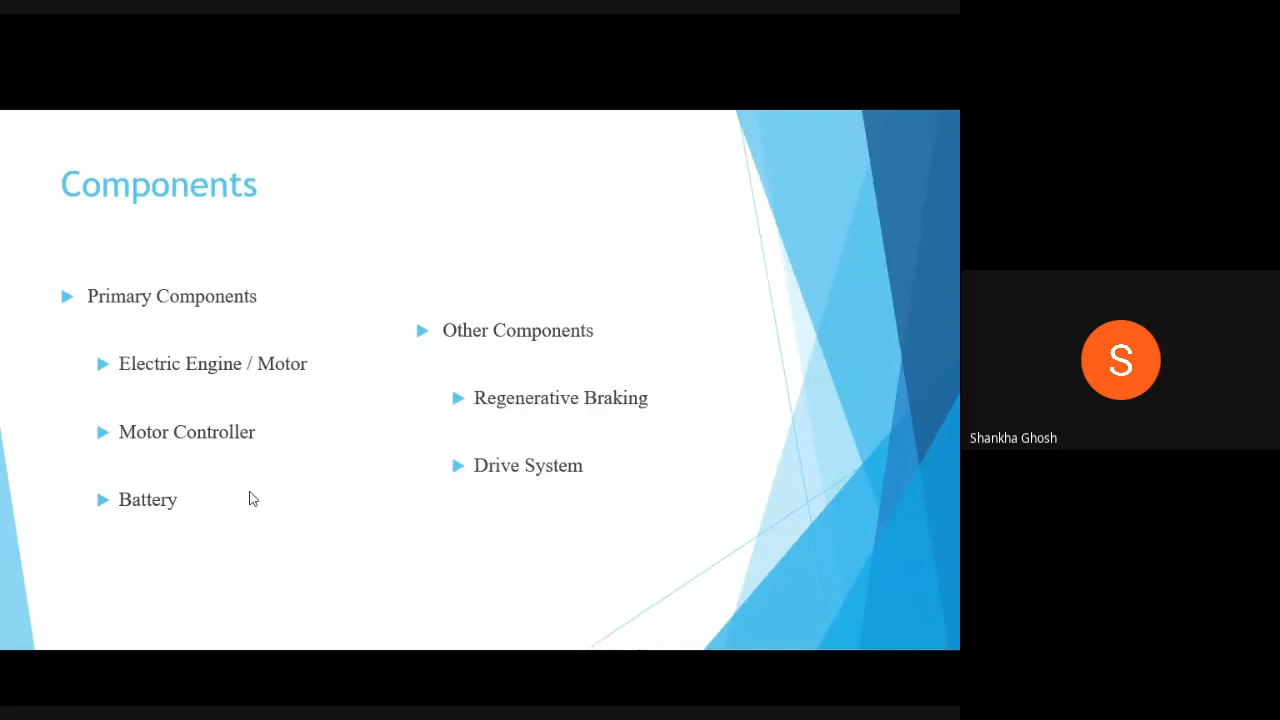 Components
Primary Components
Electric Engine / Motor
Motor Controller
Battery
Other Components
Regenerative Braking
Drive System
S
Shankha Ghosh